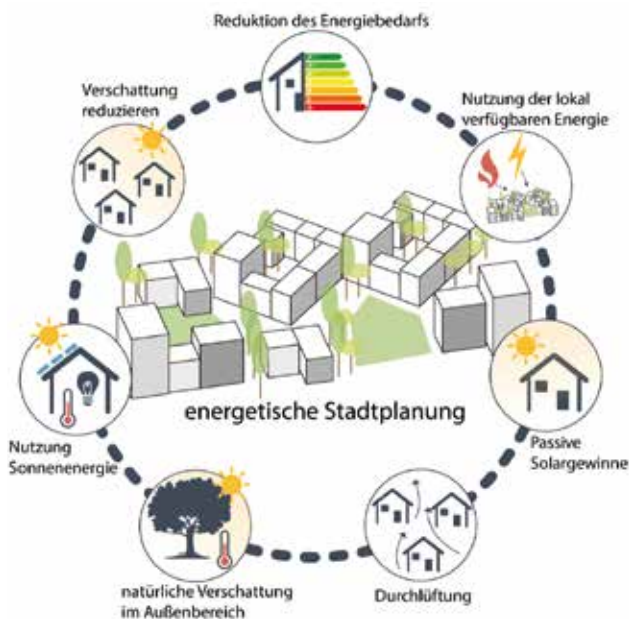 Reduktion des Energiebedarfs
Verschattung
reduzieren
Nutzung der lokal
verfügbaren Energie
energetische Stadtplanung
Nutzung
Sonnenenergie
Passive
Solargewinne
natürliche Verschattung
im Außenbereich
Durchlüftung